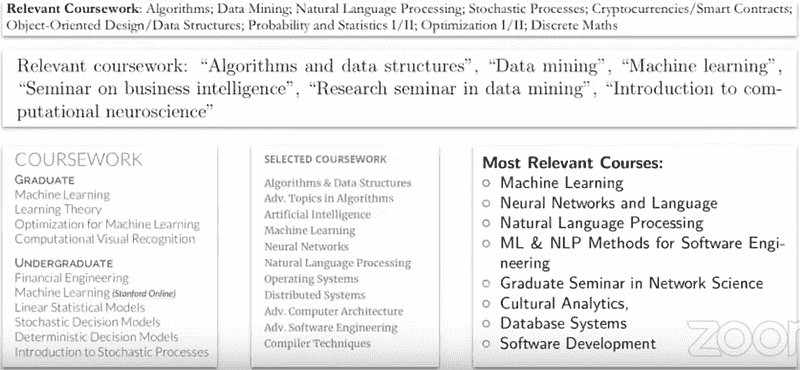 Relevant Coursework: Algorithms; Data Mining; Natural Language Processing; Stochastic Processes; Cryptocurrencies/Smart Contracts;
Object-Oriented Design/Data Structures; Probability and Statistics I/II; Optimization I/II; Discrete Maths
Relevant coursework: “Algorithms and data structures”, “Data mining”, “Machine learning”,
“Seminar on business intelligence”, “Research seminar in data mining”, “Introduction to com-
putational neuroscience”
COURSEWORK
GRADUATE
Machine Learning
Learning Theory
Optimization for Machine Learning
Computational Visual Recognition
UNDERGRADUATE
Financial Engineering
Machine Learning (Stanford Online)
Linear Statistical Models
Stochastic Decision Models
Deterministic Decision Models
Introduction to Stochastic Processes
SELECTED COURSEWORK
Algorithms & Data Structures
Adv. Topics in Algorithms
Artificial Intelligence
Machine Learning
Neural Networks
Natural Language Processing
Operating Systems
Distributed Systems
Adv. Computer Architecture
Adv. Software Engineering
Compiler Techniques
Most Relevant Courses:
Machine Learning
Neural Networks and Language
Natural Language Processing
ML & NLP Methods for Software Engi-
neering
Graduate Seminar in Network Science
Cultural Analytics,
Database Systems
Software Development
zoom